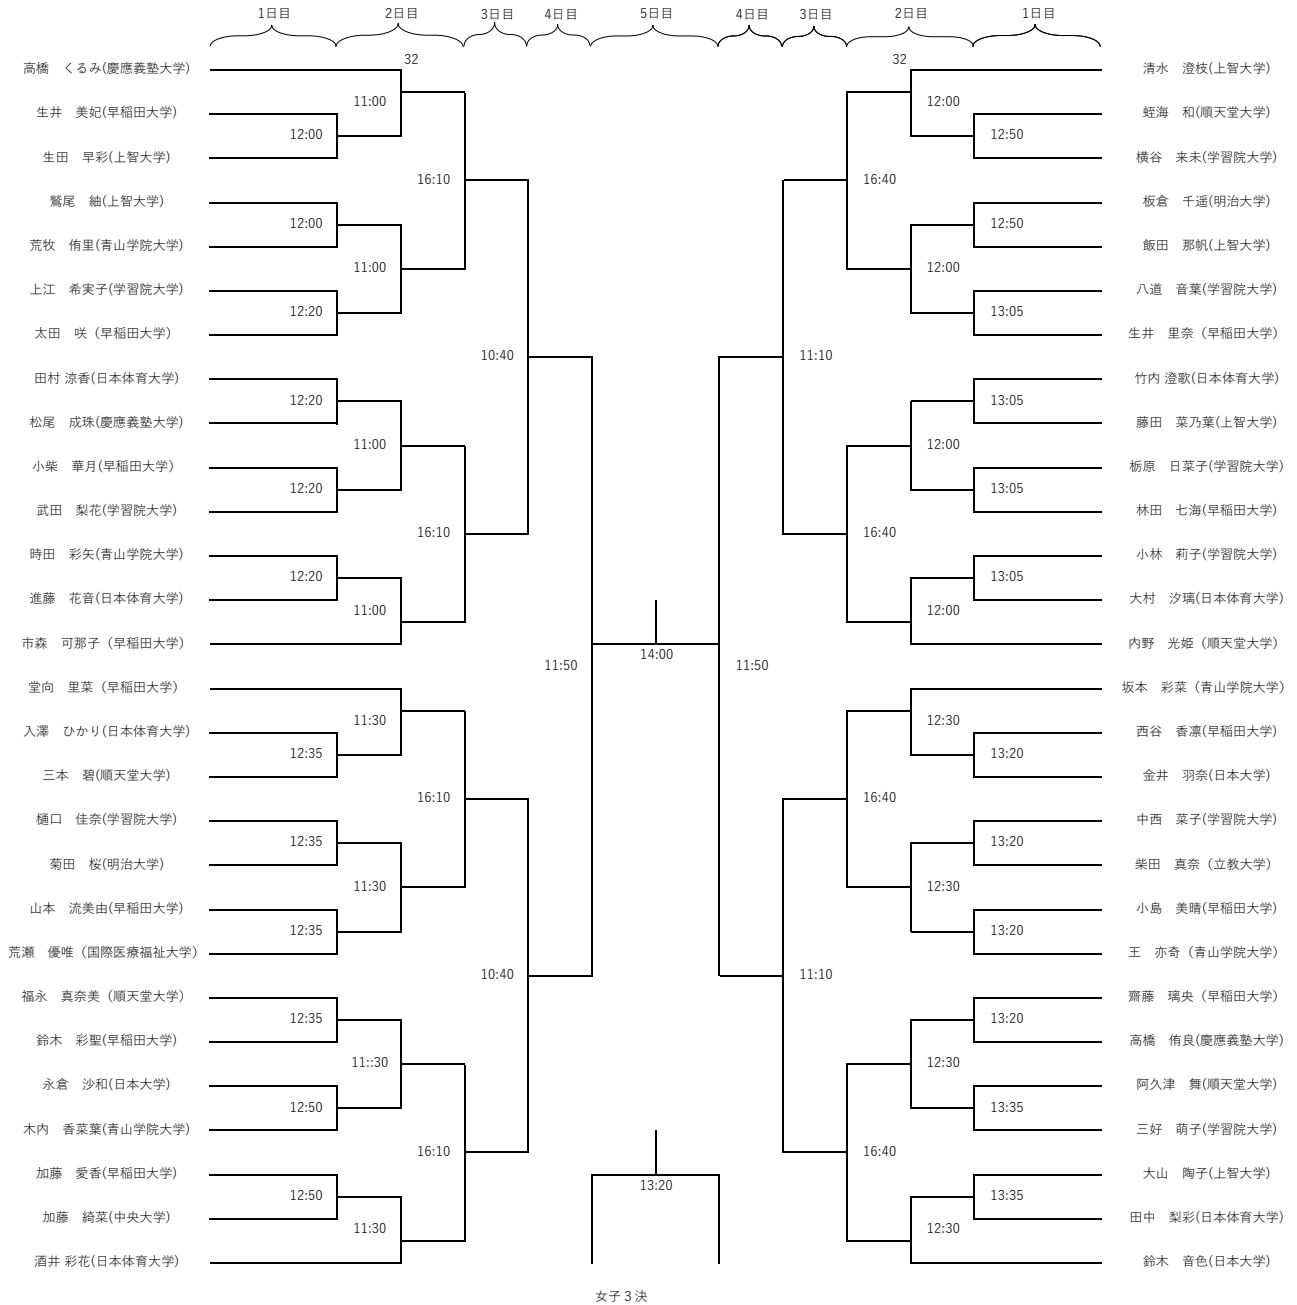 1日目 2日目 3日目 4日目 5日目 4日目 3日目 2日目 1日目
32 32
高橋　くるみ(慶應義塾大学) 清水　澄枝(上智大学)
11:00 12:00
生井　美妃(早稲田大学) 蛭海　和(順天堂大学)
12:00 12:50
生田　早彩(上智大学) 横谷　来未(学習院大学)
16:10 16:40
鷲尾　紬(上智大学) 板倉　千遥(明治大学)
12:00 12:50
荒牧　侑里(青山学院大学) 飯田　那帆(上智大学)
11:00 12:00
上江　希実子(学習院大学) 八道　音葉(学習院大学)
12:20 13:05
太田　咲（早稲田大学） 生井　里奈（早稲田大学）
10:40 11:10
田村 涼香(日本体育大学) 竹内 澄歌(日本体育大学)
12:20 13:05
松尾　成珠(慶應義塾大学) 藤田　菜乃葉(上智大学)
11:00 12:00
小柴　華月(早稲田大学） 栃原　日菜子(学習院大学)
12:20 13:05
武田　梨花(学習院大学) 林田　七海(早稲田大学)
16:10 16:40
時田　彩矢(青山学院大学) 小林　莉子(学習院大学)
12:20 13:05
進藤　花音(日本体育大学) 大村　汐璃(日本体育大学)
11:00 12:00
市森　可那子（早稲田大学） 内野　光姫（順天堂大学）
14:00
11:50 11:50
堂向　里菜（早稲田大学） 坂本　彩菜（青山学院大学）
11:30 12:30
入澤　ひかり(日本体育大学) 西谷　香凛(早稲田大学)
12:35 13:20
三本　碧(順天堂大学) 金井　羽奈(日本大学)
16:10 16:40
樋口　佳奈(学習院大学) 中西　菜子(学習院大学)
12:35 13:20
菊田　桜(明治大学) 柴田　真奈（立教大学）
11:30 12:30
山本　流美由(早稲田大学) 小島　美晴(早稲田大学)
12:35 13:20
荒瀬　優唯（国際医療福祉大学） 王　亦奇（青山学院大学）
10:40 11:10
福永　真奈美（順天堂大学） 齋藤　璃央（早稲田大学）
12:35 13:20
鈴木　彩聖(早稲田大学) 高橋　侑良(慶應義塾大学)
11::30 12:30
永倉　沙和(日本大学) 阿久津　舞(順天堂大学)
12:50 13:35
木内　香菜葉(青山学院大学) 三好　萌子(学習院大学)
16:10 16:40
加藤　愛香(早稲田大学) 大山　陶子(上智大学)
13:20
12:50 13:35
加藤　綺菜(中央大学) 田中　梨彩(日本体育大学)
11:30 12:30
酒井 彩花(日本体育大学) 鈴木　音色(日本大学)
女子３決